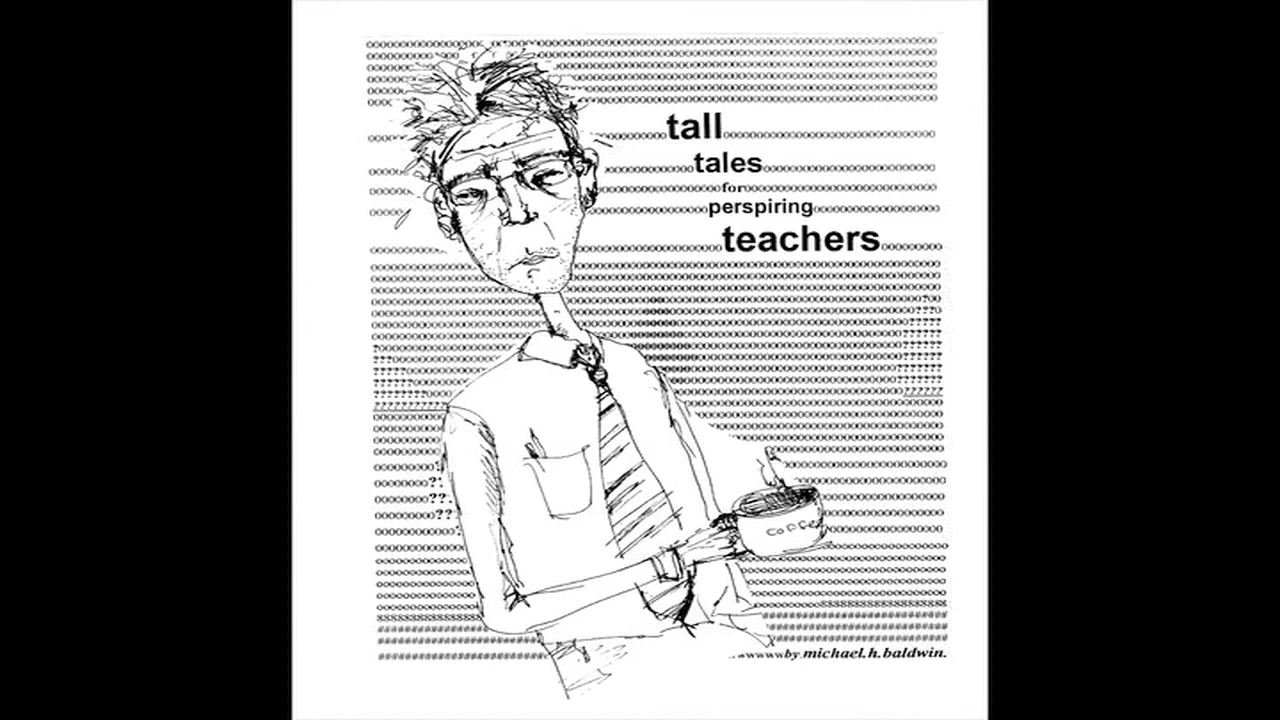 tall
tales
for
perspiring
teachers
coffee
by michael.h.baldwin.